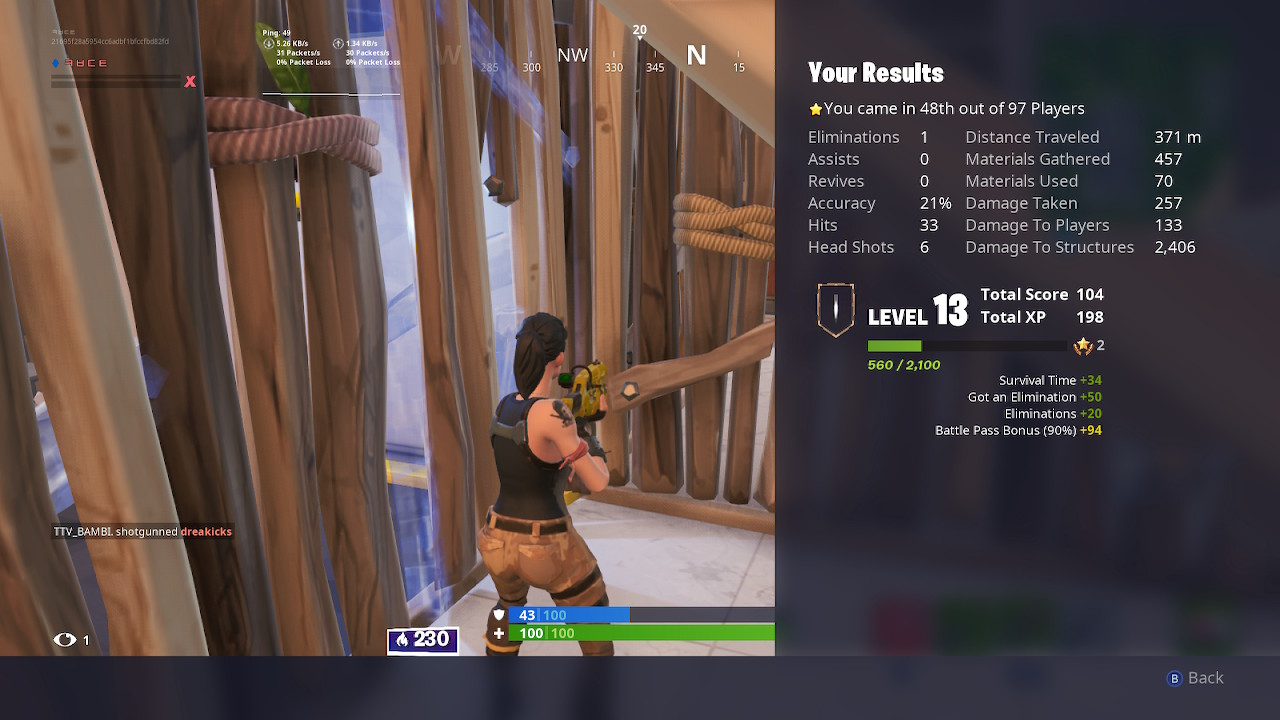 Ping: 49
5.26 KB/s 1.34 KB/s
31 Packets/s 30 Packets/s
0% Packet Loss 0% Packet Loss
20
W 285 300 NW 330 345 N 15
Your Results
You came in 48th out of 97 Players
Eliminations 1 Distance Traveled 371 m
Assists 0 Materials Gathered 457
Revives 0 Materials Used 70
Accuracy 21% Damage Taken 257
Hits 33 Damage To Players 133
Head Shots 6 Damage To Structures 2,406
LEVEL 13
Total Score 104
Total XP 198
2
560 / 2,100
Survival Time +34
Got an Elimination +50
Eliminations +20
Battle Pass Bonus (90%) +94
TTV_BAMBI. shotgunned dreakicks
1
230
43 100
100 100
B Back